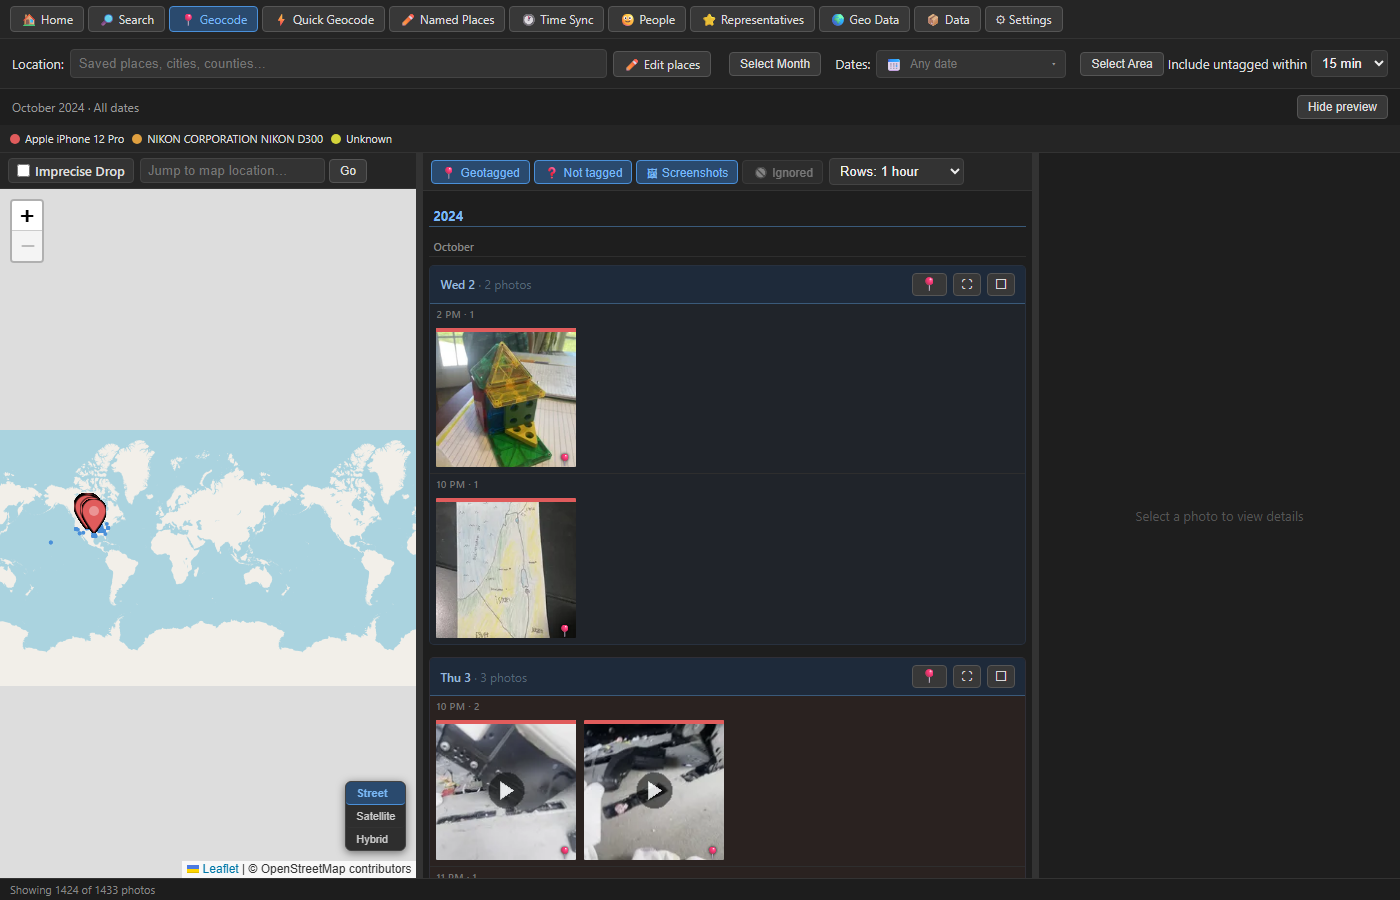 Home
Search
Geocode
Quick Geocode
Named Places
Time Sync
People
Representatives
Geo Data
Data
Settings
Location:
Saved places, cities, counties...
Edit places
Select Month
Dates:
Any date
Select Area
Include untagged within
15 min
October 2024 · All dates
Hide preview
Apple iPhone 12 Pro
NIKON CORPORATION NIKON D300
Unknown
Imprecise Drop
Jump to map location...
Go
Geotagged
Not tagged
Screenshots
Ignored
Rows: 1 hour
+
−
2024
October
Wed 2 · 2 photos
2 PM · 1
10 PM · 1
Thu 3 · 3 photos
10 PM · 2
11 PM · 1
Select a photo to view details
Street
Satellite
Hybrid
Leaflet | © OpenStreetMap contributors
Showing 1424 of 1433 photos